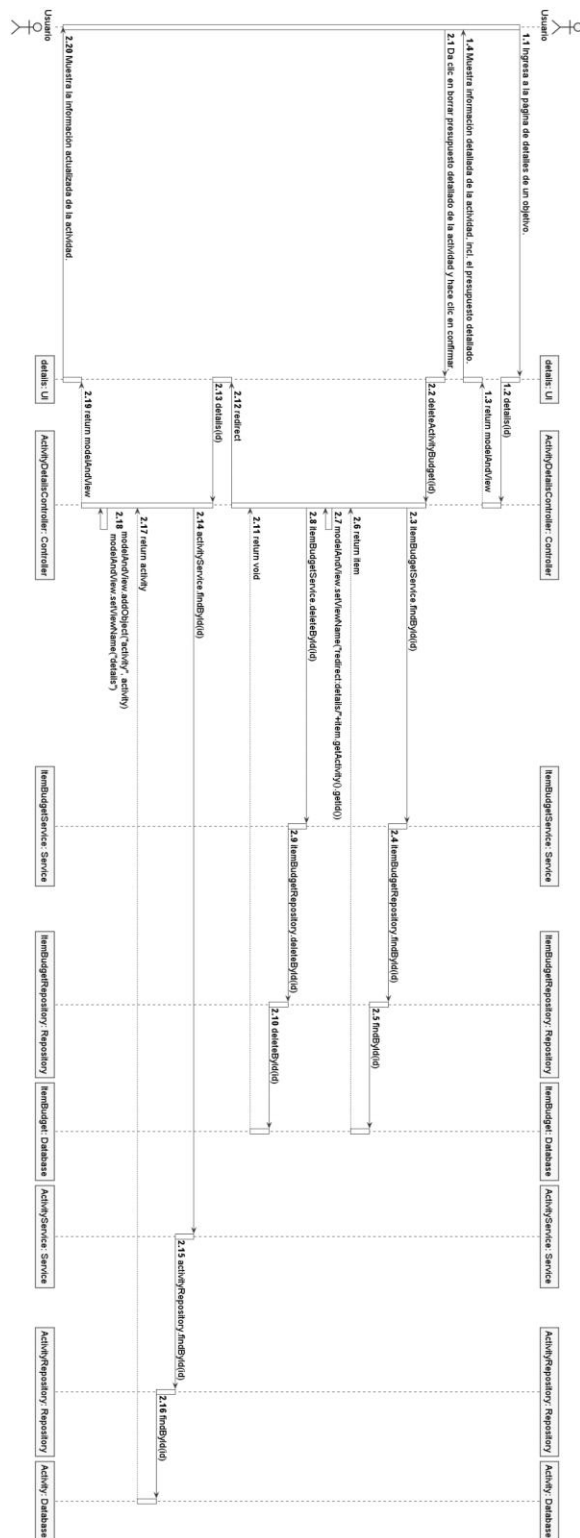 Usuario
details: UI
ActivityDetailsController: Controller
ItemBudgetService: Service
ItemBudgetRepository: Repository
ItemBudget: Database
ActivityService: Service
ActivityRepository: Repository
Activity: Database
1.1 Ingresa a la página de detalles de un objetivo.
1.2 details(id)
1.3 return modelAndView
1.4 Muestra información detallada de la actividad, incl. el presupuesto detallado.
2.1 Da clic en borrar presupuesto detallado de la actividad y hace clic en confirmar.
2.2 deleteActivityBudget(id)
2.3 itemBudgetService.findById(id)
2.4 itemBudgetRepository.findById(id)
2.5 findById(id)
2.6 return item
2.7 modelAndView.setViewName("redirect:details/"+item.getActivity().getId())
2.8 itemBudgetService.deleteById(id)
2.9 itemBudgetRepository.deleteById(id)
2.10 deleteById(id)
2.11 return void
2.12 redirect
2.13 details(id)
2.14 activityService.findById(id)
2.15 activityRepository.findById(id)
2.16 findById(id)
2.17 return activity
2.18 modelAndView.addObject("activity", activity)
modelAndView.setViewName("details")
2.19 return modelAndView
2.20 Muestra la información actualizada de la actividad.
Usuario
details: UI
ActivityDetailsController: Controller
ItemBudgetService: Service
ItemBudgetRepository: Repository
ItemBudget: Database
ActivityService: Service
ActivityRepository: Repository
Activity: Database